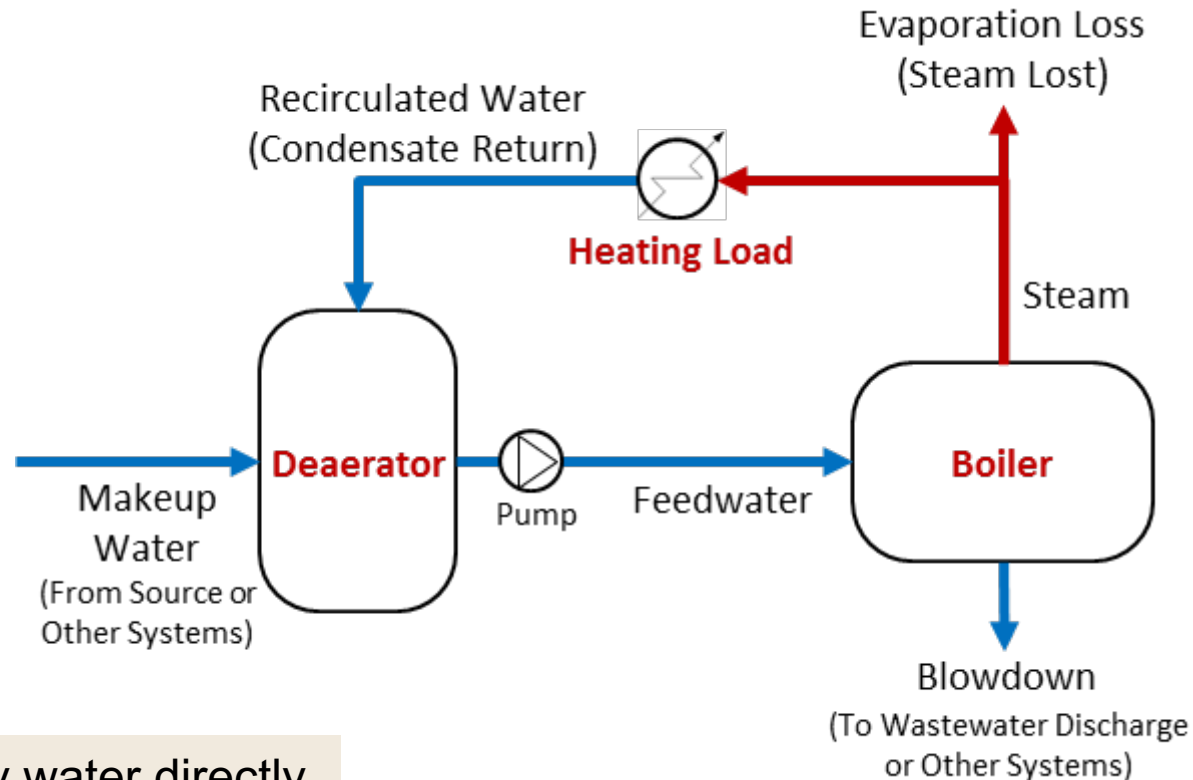 Evaporation Loss
(Steam Lost)
Recirculated Water
(Condensate Return)
Heating Load
Steam
Deaerator
Boiler
Makeup
Water
(From Source or
Other Systems)
Pump
Feedwater
Blowdown
(To Wastewater Discharge
or Other Systems)
water directly